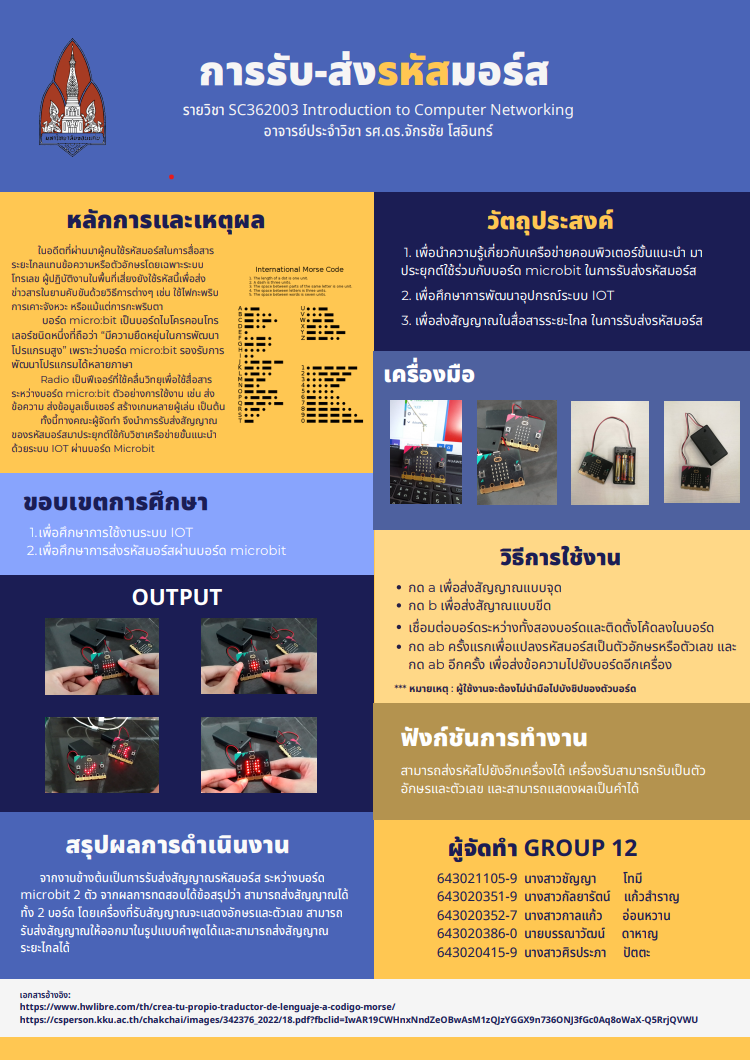 การรับ-ส่งรหัสมอร์ส
รายวิชา SC362003 Introduction to Computer Networking
อาจารย์ประจำวิชา รศ.ดร.จักรชัย โสอินทร์
หลักการและเหตุผล
ในอดีตที่ผ่านมาผู้คนใช้รหัสมอร์สในการสื่อสาร
ระยะไกลแทนข้อความหรือตัวอักษรโดยเฉพาะระบบ
โทรเลข ผู้ปฏิบัติงานในพื้นที่เสี่ยงยังใช้รหัสนี้เพื่อส่ง
ข่าวสารในยามคับขันด้วยวิธีการต่างๆ เช่น ใช้ไฟกะพริบ
การเคาะจังหวะ หรือแม้แต่การกะพริบตา
บอร์ด micro:bit เป็นบอร์ดไมโครคอนโทร
เลอร์ชนิดหนึ่งที่ถือว่า "มีความยืดหยุ่นในการพัฒนา
โปรแกรมสูง" เพราะว่าบอร์ด micro:bit รองรับการ
พัฒนาโปรแกรมได้หลายภาษา
Radio เป็นฟีเจอร์ที่ใช้คลื่นวิทยุเพื่อใช้สื่อสาร
ระหว่างบอร์ด micro:bit ตัวอย่างการใช้งาน เช่น ส่ง
ข้อความ ส่งข้อมูลเซ็นเซอร์ สร้างเกมหลายผู้เล่น เป็นต้น
ทั้งนี้ทางคณะผู้จัดทำ จึงนำการรับส่งสัญญาณ
ของรหัสมอร์สมาประยุกต์ใช้กับวิชาเครือข่ายขั้นแนะนำ
ด้วยระบบ IOT ผ่านบอร์ด Microbit
International Morse Code
1. The length of a dot is one unit.
2. A dash is three units.
3. The space between parts of the same letter is one unit.
4. The space between letters is three units.
5. The space between words is seven units.
A U
B V
C W
D X
E Y
F Z
G
H
I
J
K 1
L 2
M 3
N 4
O 5
P 6
Q 7
R 8
S 9
T 0
วัตถุประสงค์
1. เพื่อนำความรู้เกี่ยวกับเครือข่ายคอมพิวเตอร์ขั้นแนะนำ มา
ประยุกต์ใช้ร่วมกับบอร์ด microbit ในการรับส่งรหัสมอร์ส
2. เพื่อศึกษาการพัฒนาอุปกรณ์ระบบ IOT
3. เพื่อส่งสัญญาณในสื่อสารระยะไกล ในการรับส่งรหัสมอร์ส
เครื่องมือ
ขอบเขตการศึกษา
1.เพื่อศึกษาการใช้งานระบบ IOT
2.เพื่อศึกษาการส่งรหัสมอร์สผ่านบอร์ด microbit
OUTPUT
วิธีการใช้งาน
• กด a เพื่อส่งสัญญาณแบบจุด
• กด b เพื่อส่งสัญาณแบบขีด
• เชื่อมต่อบอร์ดระหว่างทั้งสองบอร์ดและติดตั้งโค้ดลงในบอร์ด
• กด ab ครั้งแรกเพื่อแปลงรหัสมอร์สเป็นตัวอักษรหรือตัวเลข และ
กด ab อีกครั้ง เพื่อส่งข้อความไปยังบอร์ดอีกเครื่อง
*** หมายเหตุ : ผู้ใช้งานจะต้องไม่นำมือไปบังชิปของตัวบอร์ด
ฟังก์ชันการทำงาน
สามารถส่งรหัสไปยังอีกเครื่องได้ เครื่องรับสามารถรับเป็นตัว
อักษรและตัวเลข และสามารถแสดงผลเป็นคำได้
สรุปผลการดำเนินงาน
จากงานข้างต้นเป็นการรับส่งสัญญาณรหัสมอร์ส ระหว่างบอร์ด
microbit 2 ตัว จากผลการทดสอบได้ข้อสรุปว่า สามารถส่งสัญญาณได้
ทั้ง 2 บอร์ด โดยเครื่องที่รับสัญญาณจะแสดงอักษรและตัวเลข สามารถ
รับส่งสัญญาณให้ออกมาในรูปแบบคำพูดได้และสามารถส่งสัญญาณ
ระยะไกลได้
ผู้จัดทำ GROUP 12
643021105-9 นางสาวชัญญา โทมี
643020351-9 นางสาวกัลยารัตน์ แก้วสำราญ
643020352-7 นางสาวกาลแก้ว อ่อนหวาน
643020386-0 นายบรรณาวัฒน์ ดาหาญ
643020415-9 นางสาวศิรประภา ปัตตะ
เอกสารอ้างอิง:
https://www.hwlibre.com/th/crea-tu-propio-traductor-de-lenguaje-a-codigo-morse/
https://csperson.kku.ac.th/chakchai/images/342376_2022/18.pdf?fbclid=IwAR19CWHnxNndZeOBwAsM1zQJzYGGX9n736ONJ3fGc0Aq8oWaX-Q5RrjQVWU